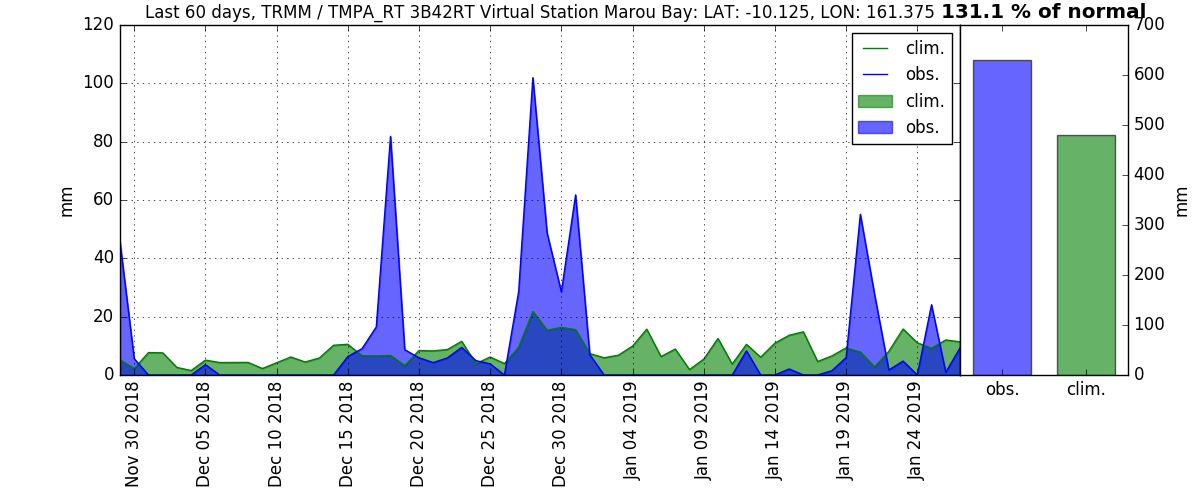 Last 60 days, TRMM / TMPA_RT 3B42RT Virtual Station Marou Bay: LAT: -10.125, LON: 161.375 131.1 % of normal
120
100
80
60
40
20
0
mm
clim.
obs.
clim.
obs.
Nov 30 2018
Dec 05 2018
Dec 10 2018
Dec 15 2018
Dec 20 2018
Dec 25 2018
Dec 30 2018
Jan 04 2019
Jan 09 2019
Jan 14 2019
Jan 19 2019
Jan 24 2019
700
600
500
400
300
200
100
0
mm
obs.
clim.